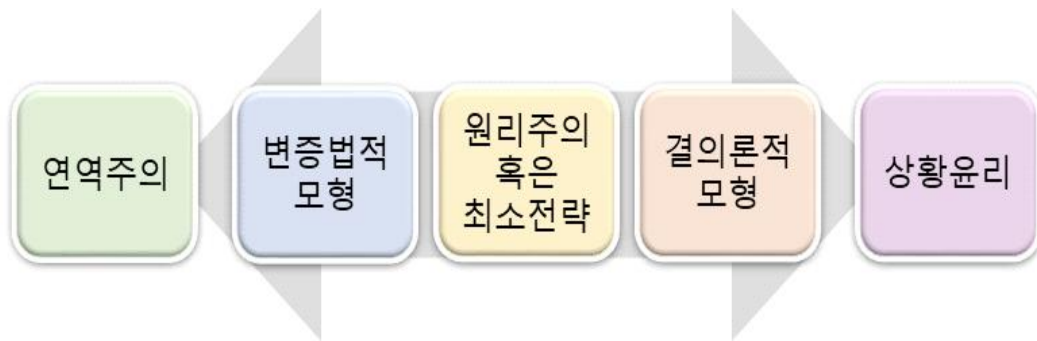 연역주의
변증법적
모형
원리주의
혹은
최소전략
결의론적
모형
상황윤리